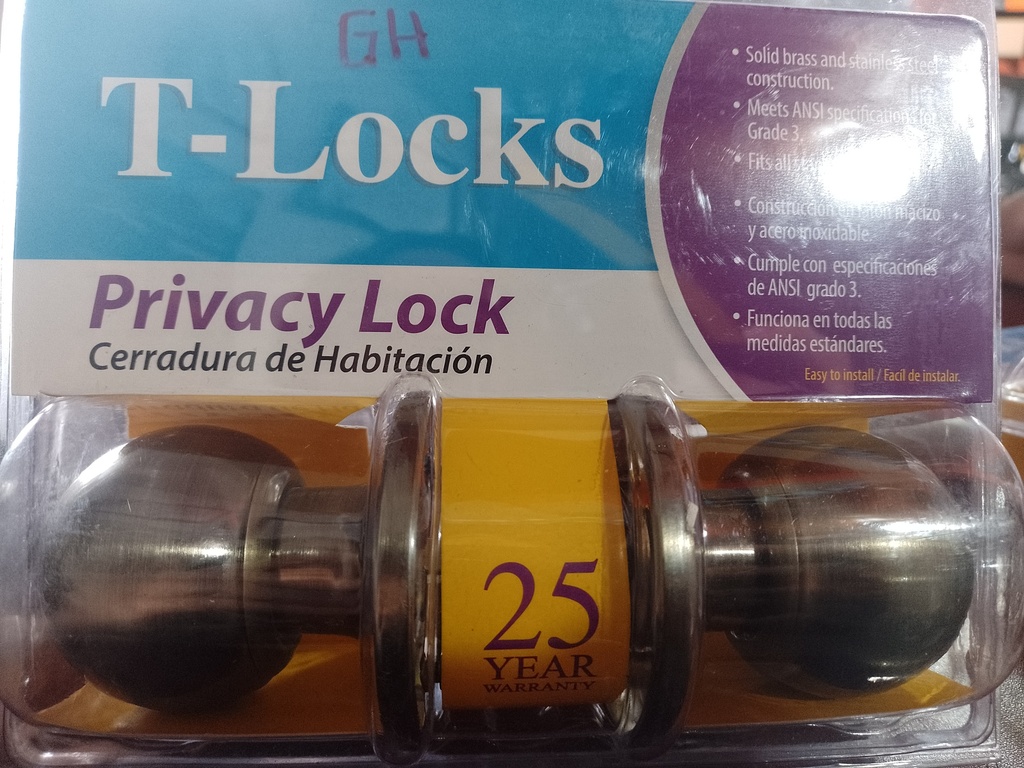 GH
T-Locks
Privacy Lock
Cerradura de Habitación
• Solid brass and stainless steel
construction.
• Meets ANSI specifications for
Grade 3.
• Fits all
• Construcción en latón macizo
y acero inoxidable.
• Cumple con especificaciones
de ANSI grado 3.
• Funciona en todas las
medidas estándares.
Easy to install / Facíl de instalar.
25
YEAR
WARRANTY